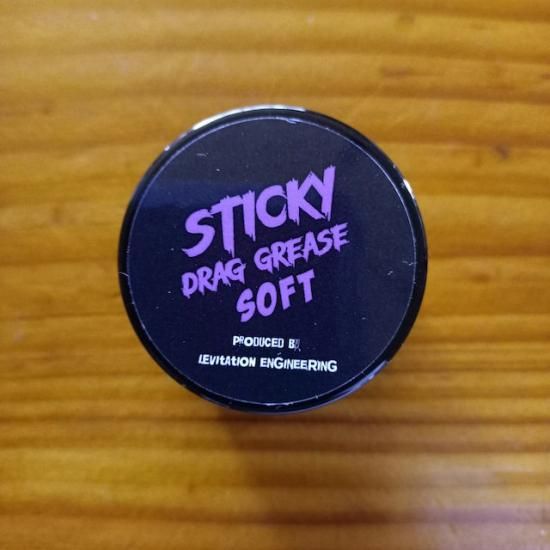 STICKY
DRAG GREASE
SOFT
PRODUCED BY
LEVITATION ENGINEERING